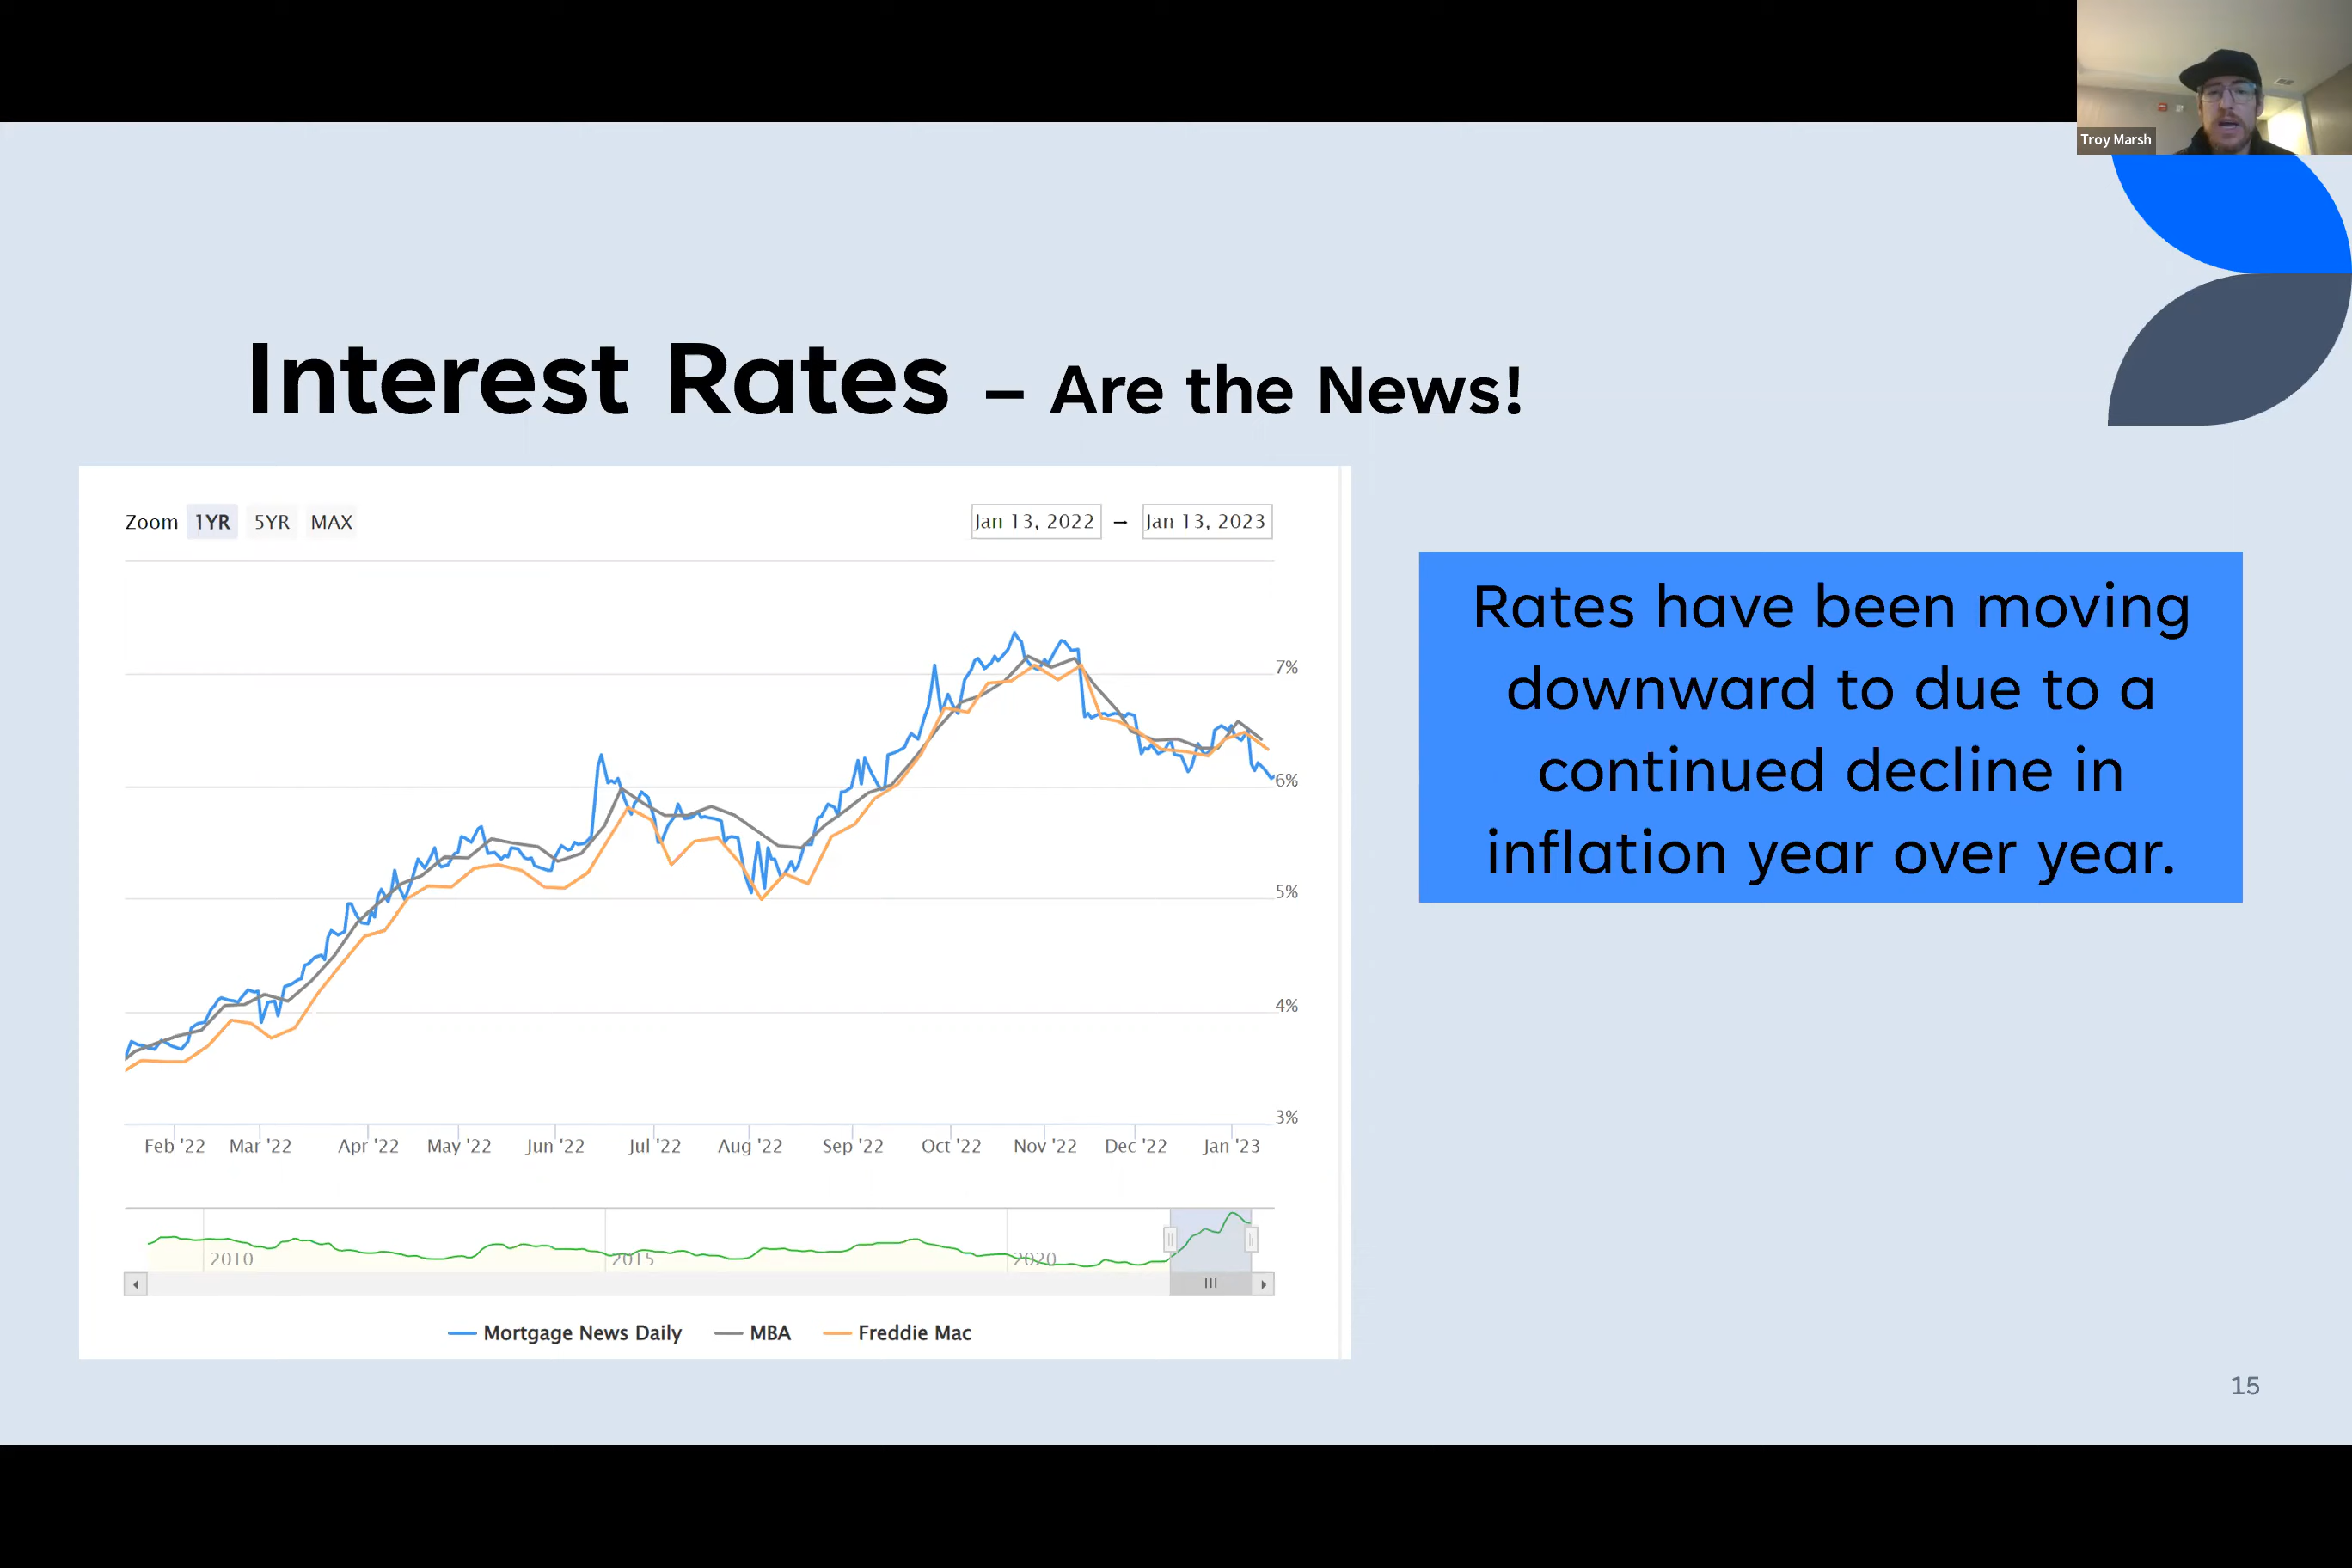 Troy Marsh
Interest Rates – Are the News!
Zoom 1YR 5YR MAX
Jan 13, 2022 → Jan 13, 2023
Rates have been moving
downward to due to a
continued decline in
inflation year over year.
7%
6%
5%
4%
3%
Feb '22 Mar '22 Apr '22 May '22 Jun '22 Jul '22 Aug '22 Sep '22 Oct '22 Nov '22 Dec '22 Jan '23
2010 2015 2020
Mortgage News Daily MBA Freddie Mac
15